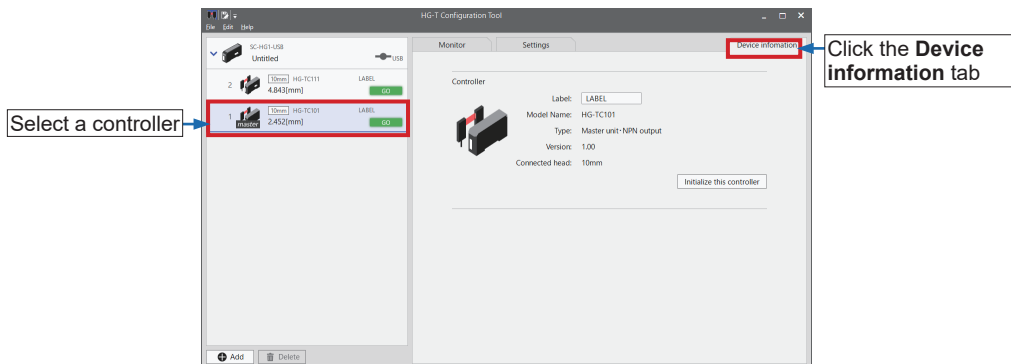 HG-T Configuration Tool
File Edit Help
SC-HG1-USB
Untitled
USB
2
10mm HG-TC111 LABEL
4.843[mm] GO
1
10mm HG-TC101 LABEL
2.452[mm] GO
master
Add Delete
Monitor Settings Device infomation
Controller
Label: LABEL
Model Name: HG-TC101
Type: Master unit･NPN output
Version: 1.00
Connected head: 10mm
Initialize this controller
Select a controller
Click the Device
information tab